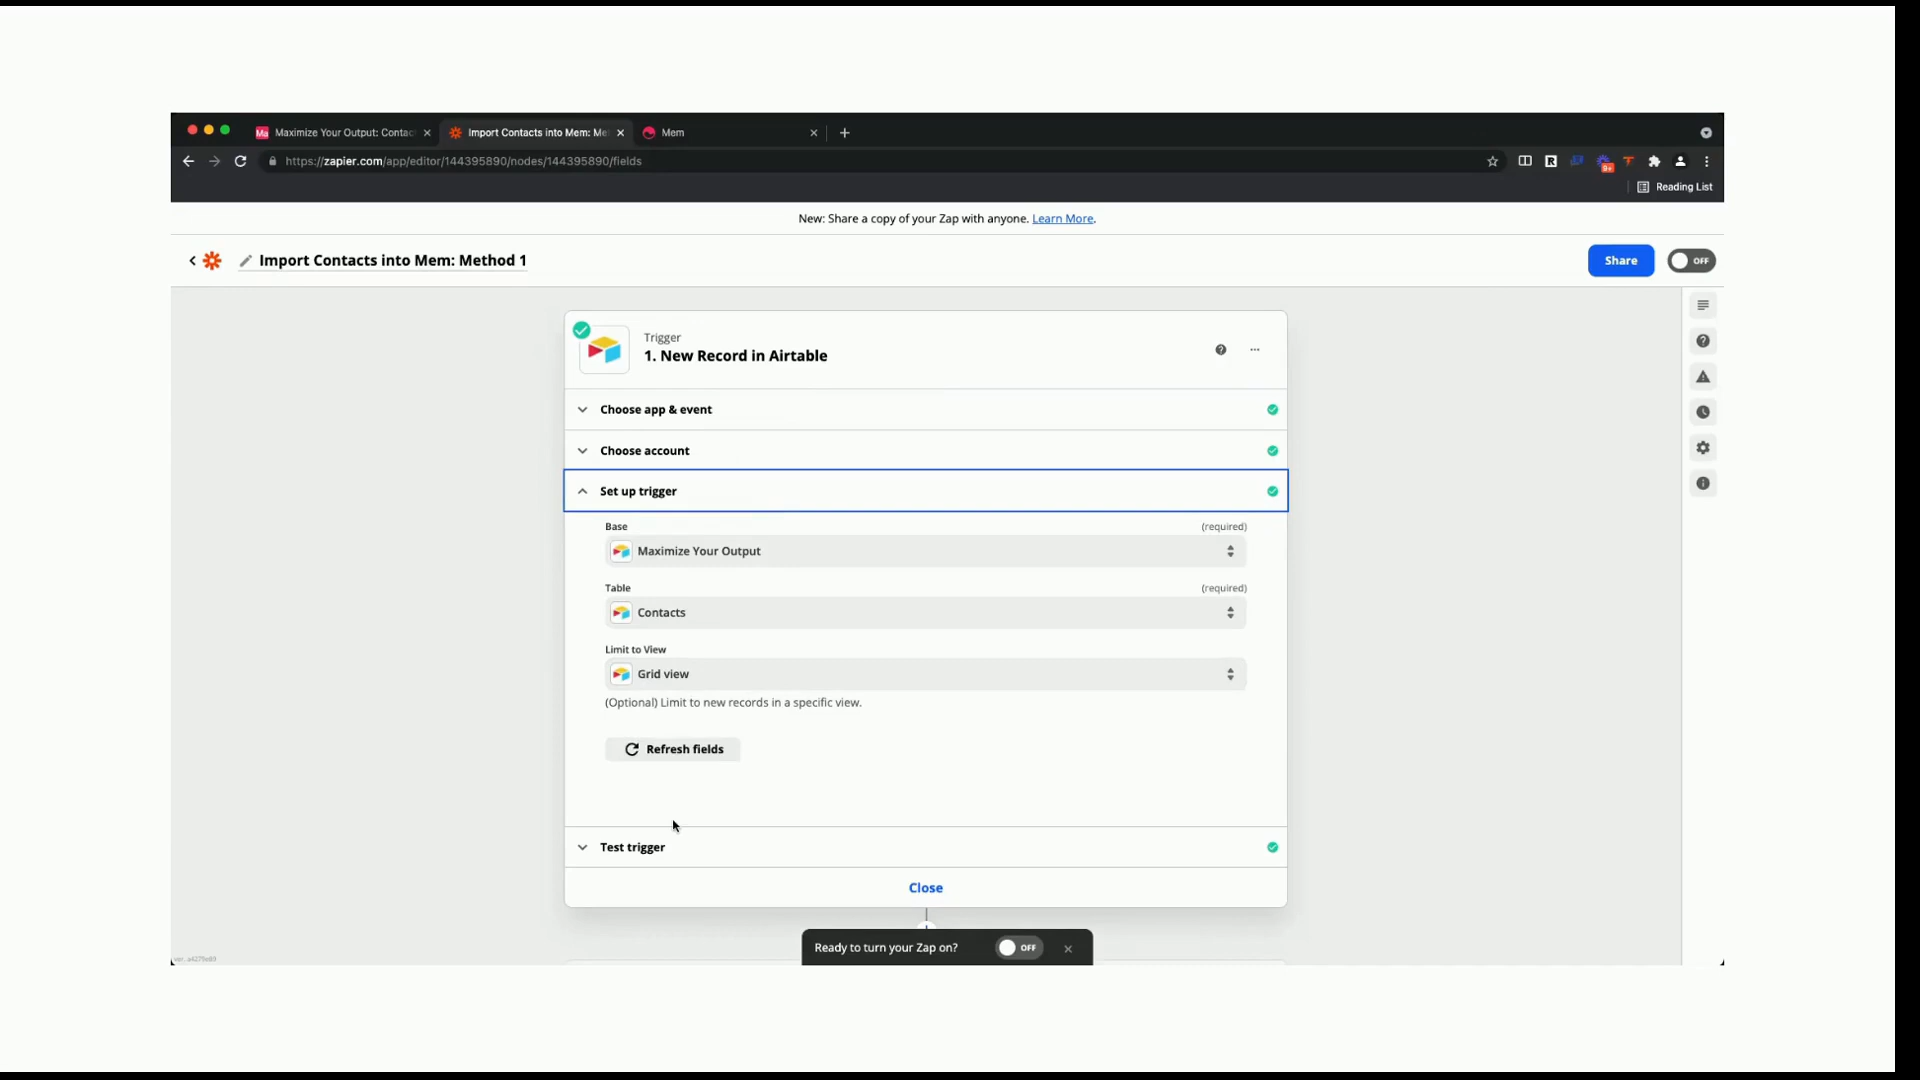 Maximize Your Output: Contac
Import Contacts into Mem: Me
Mem
https://zapier.com/app/editor/144395890/nodes/144395890/fields
9+
Reading List
New: Share a copy of your Zap with anyone. Learn More.
Import Contacts into Mem: Method 1
Share
OFF
Trigger
1. New Record in Airtable
Choose app & event
Choose account
Set up trigger
Base (required)
Maximize Your Output
Table (required)
Contacts
Limit to View
Grid view
(Optional) Limit to new records in a specific view.
Refresh fields
Test trigger
Close
Ready to turn your Zap on? OFF